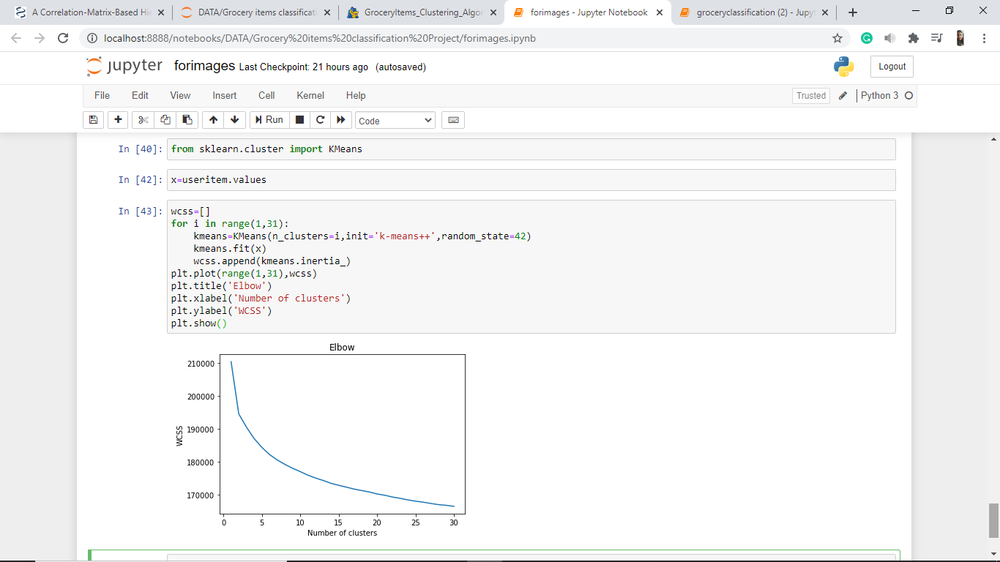 A Correlation-Matrix-Based Hie
DATA/Grocery items classificati
GroceryItems_Clustering_Algor
forimages - Jupyter Notebook
groceryclassification (2) - Jupyt
localhost:8888/notebooks/DATA/Grocery%20items%20classification%20Project/forimages.ipynb
jupyter forimages Last Checkpoint: 21 hours ago (autosaved)
Logout
File Edit View Insert Cell Kernel Help
Trusted
Python 3
Run
Code
In [40]: from sklearn.cluster import KMeans
In [42]: x=useritem.values
In [43]: wcss=[]
for i in range(1,31):
    kmeans=KMeans(n_clusters=i,init='k-means++',random_state=42)
    kmeans.fit(x)
    wcss.append(kmeans.inertia_)
plt.plot(range(1,31),wcss)
plt.title('Elbow')
plt.xlabel('Number of clusters')
plt.ylabel('WCSS')
plt.show()
Elbow
210000
200000
190000
180000
170000
WCSS
0 5 10 15 20 25 30
Number of clusters